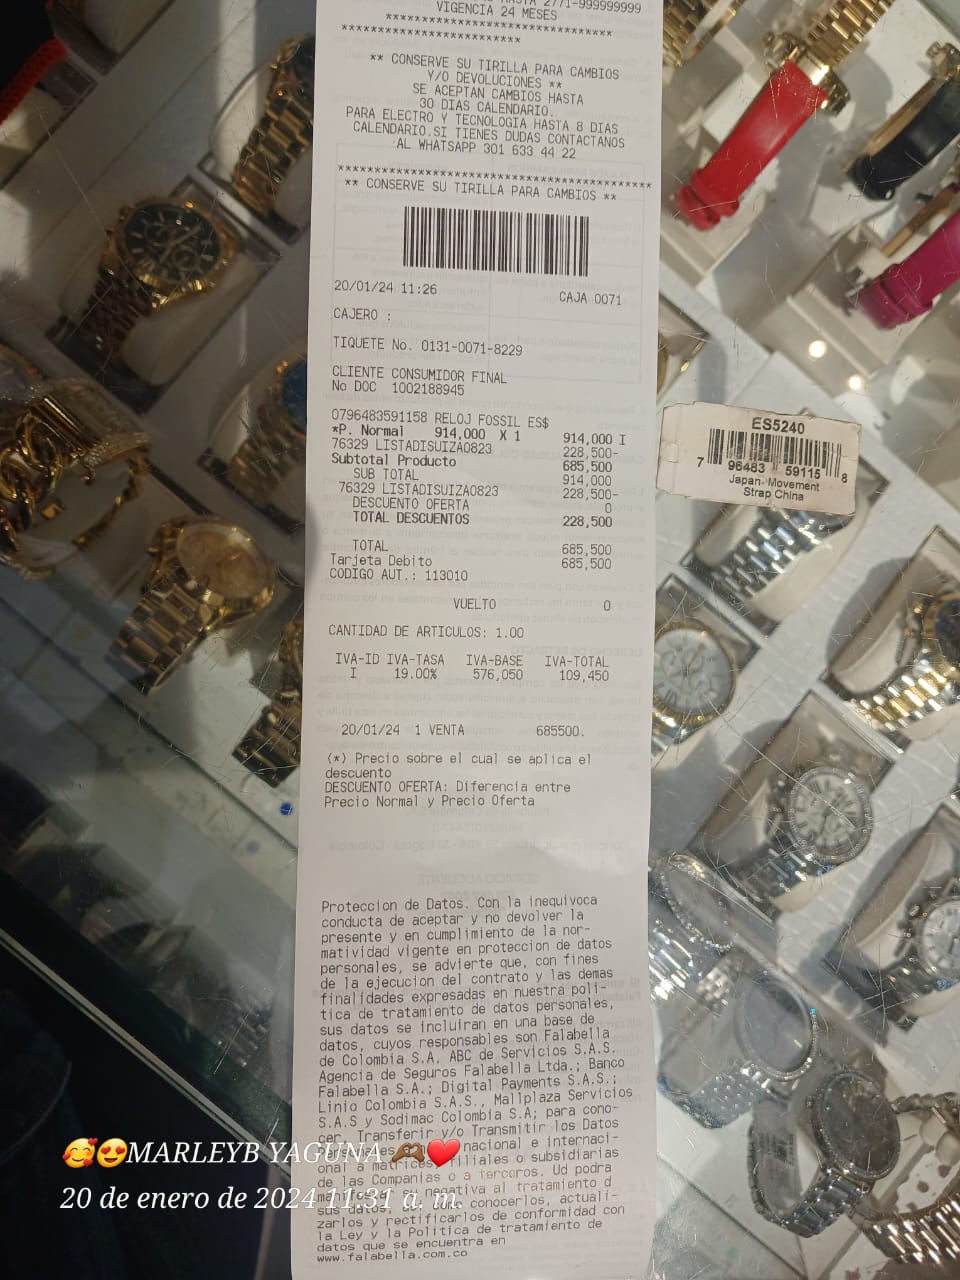 HASTA 2771-999999999
VIGENCIA 24 MESES
** CONSERVE SU TIRILLA PARA CAMBIOS
Y/O DEVOLUCIONES **
SE ACEPTAN CAMBIOS HASTA
30 DIAS CALENDARIO.
PARA ELECTRO Y TECNOLOGIA HASTA 8 DIAS
CALENDARIO.SI TIENES DUDAS CONTACTANOS
AL WHATSAPP 301 633 44 22
** CONSERVE SU TIRILLA PARA CAMBIOS **
20/01/24 11:26 CAJA 0071
CAJERO :
TIQUETE No. 0131-0071-8229
CLIENTE CONSUMIDOR FINAL
No DOC 1002188945
0796483591158 RELOJ FOSSIL ES$
*P. Normal 914,000 X 1 914,000 I
76329 LISTADISUIZA0823 228,500-
Subtotal Producto 685,500
SUB TOTAL 914,000
76329 LISTADISUIZA0823 228,500-
DESCUENTO OFERTA 0
TOTAL DESCUENTOS 228,500
TOTAL 685,500
Tarjeta Debito 685,500
CODIGO AUT.: 113010
VUELTO 0
CANTIDAD DE ARTICULOS: 1.00
IVA-ID IVA-TASA IVA-BASE IVA-TOTAL
I 19.00% 576,050 109,450
20/01/24 1 VENTA 685500.
(*) Precio sobre el cual se aplica el
descuento
DESCUENTO OFERTA: Diferencia entre
Precio Normal y Precio Oferta
Proteccion de Datos. Con la inequivoca
conducta de aceptar y no devolver la
presente y en cumplimiento de la nor-
matividad vigente en proteccion de datos
personales, se advierte que, con fines
de la ejecucion del contrato y las demas
finalidades expresadas en nuestra poli-
tica de tratamiento de datos personales,
sus datos se incluiran en una base de
datos, cuyos responsables son Falabella
de Colombia S.A, ABC de Servicios S.A.S,
Agencia de Seguros Falabella Ltda.; Banco
Falabella S.A.; Digital Payments S.A.S.;
Linio Colombia S.A.S., Mallplaza Servicios
S.A.S y Sodimac Colombia S.A; para cono-
cer, Transferir y/o Transmitir los Datos
nacional e internaci-
onal a matrices, filiales o subsidiarias
de las Companias o a terceros. Ud podra
negativa al tratamiento d
sus datos, conocerlos, actuali-
zarlos y rectificarlos de conformidad con
la Ley y la Politica de tratamiento de
datos que se encuentra en
www.falabella.com.co
ES5240
7 96483 59115 8
Japan- Movement
Strap China
🥰😍MARLEYB YAGUNA 🫶🏾❤️
20 de enero de 2024 11:31 a. m.